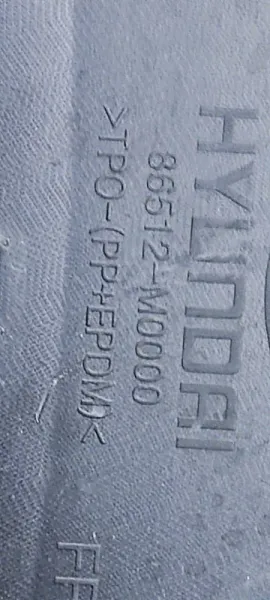 HYUNDAI
86512-M0000
>TPO-(PP+EPDM)<